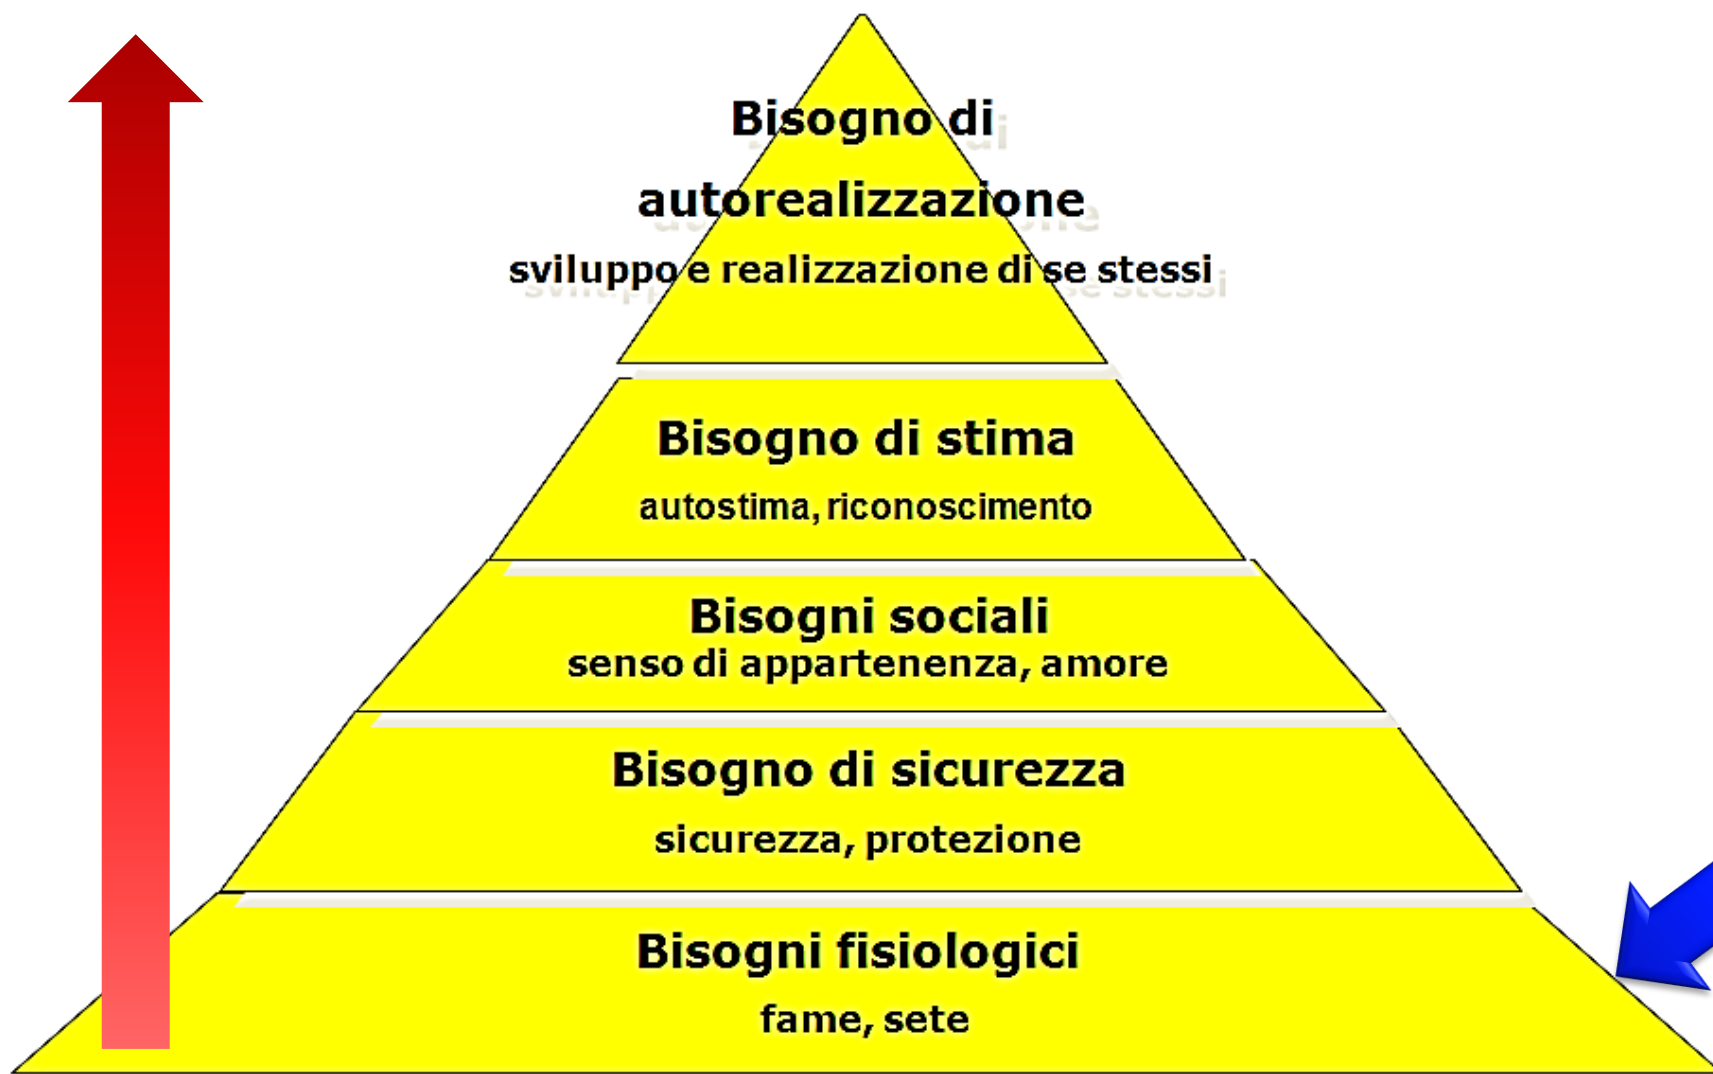 Bisogno di
autorealizzazione
sviluppo e realizzazione di se stessi
Bisogno di stima
autostima, riconoscimento
Bisogni sociali
senso di appartenenza, amore
Bisogno di sicurezza
sicurezza, protezione
Bisogni fisiologici
fame, sete